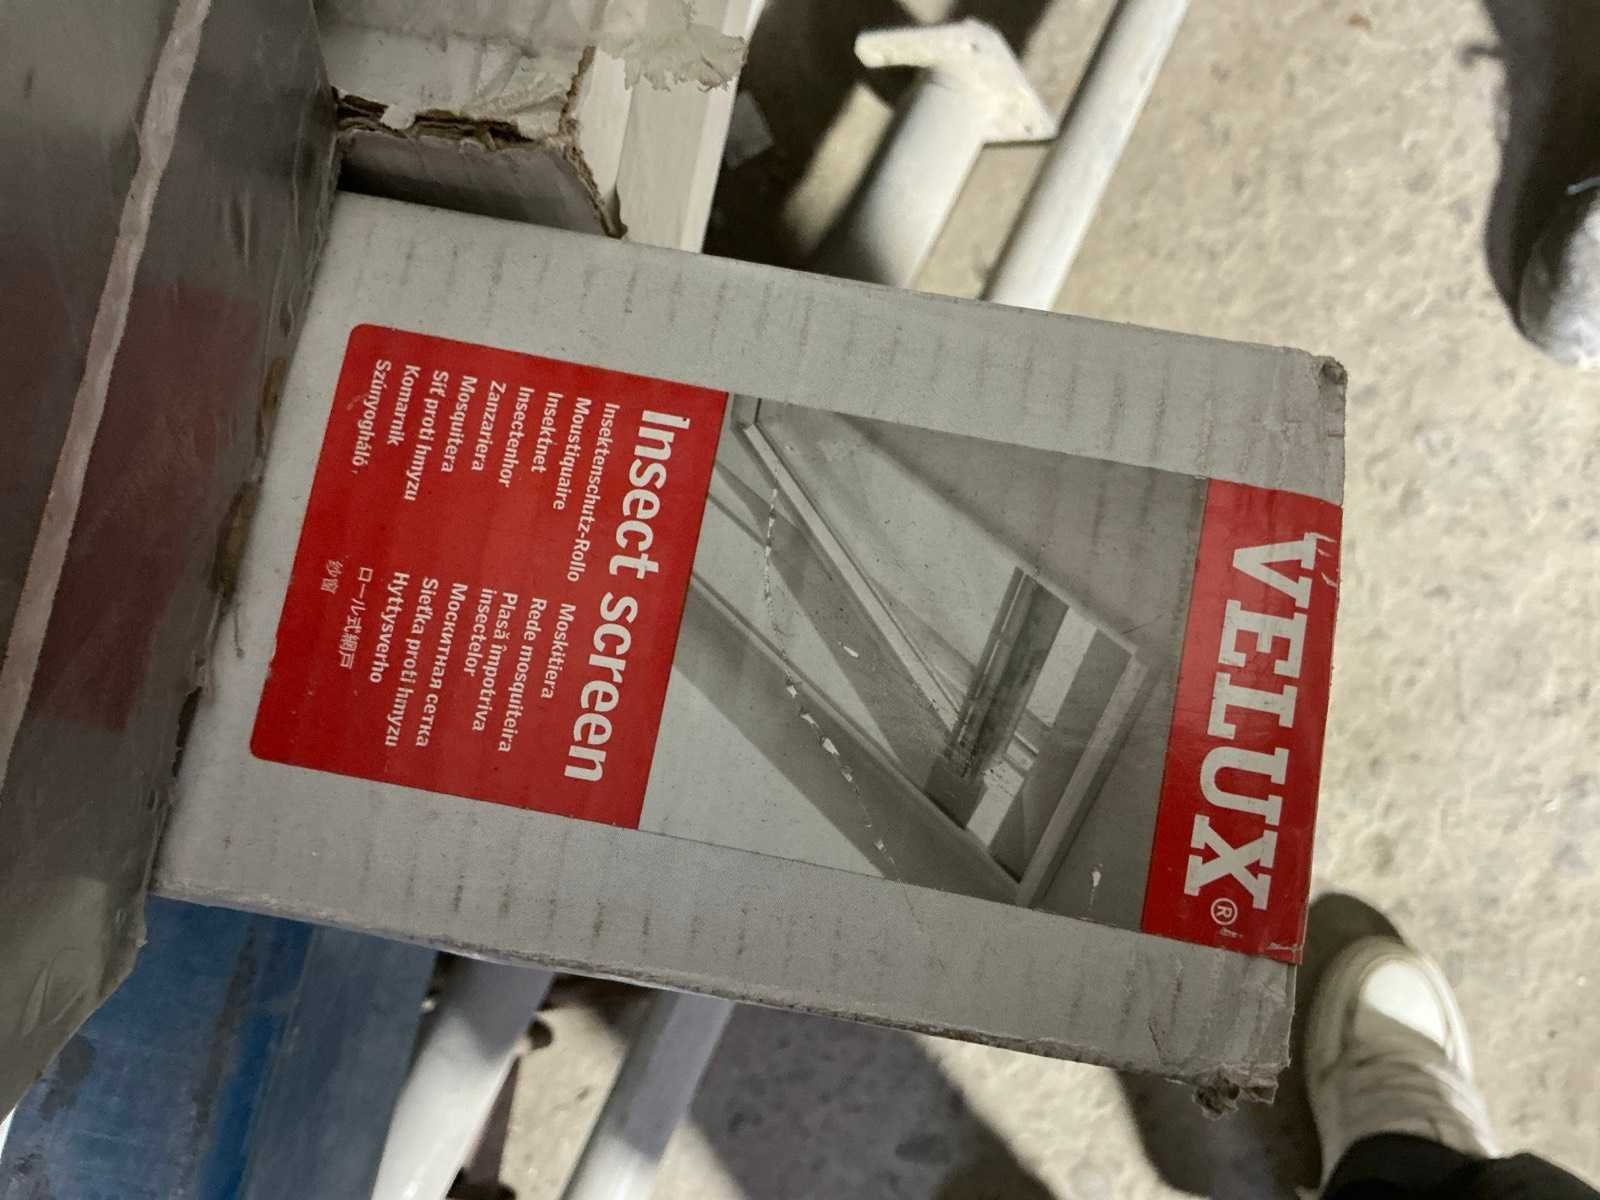 VELUX®
Insect screen
Insektenschutz-Rollo
Moustiquaire
Insektnet
Insectenhor
Zanzariera
Mosquitera
Síť proti hmyzu
Komarnik
Szúnyogháló
Moskitiera
Rede mosquiteira
Plasă împotriva
insectelor
Москитная сетка
Sieťka proti hmyzu
Hyttysverho
ロール式網戸
纱窗